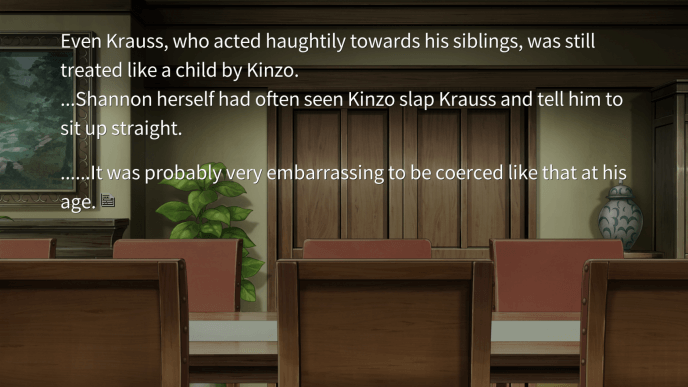 Even Krauss, who acted haughtily towards his siblings, was still
treated like a child by Kinzo.
...Shannon herself had often seen Kinzo slap Krauss and tell him to
sit up straight.
......It was probably very embarrassing to be coerced like that at his
age.